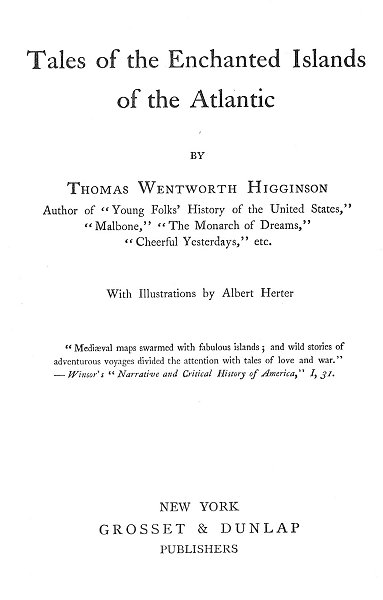 Tales of the Enchanted Islands
of the Atlantic
BY
THOMAS WENTWORTH HIGGINSON
Author of "Young Folks' History of the United States,"
"Malbone," "The Monarch of Dreams,"
"Cheerful Yesterdays," etc.
With Illustrations by Albert Herter
"Mediæval maps swarmed with fabulous islands; and wild stories of
adventurous voyages divided the attention with tales of love and war."
— Winsor's "Narrative and Critical History of America," I, 31.
NEW YORK
GROSSET & DUNLAP
PUBLISHERS